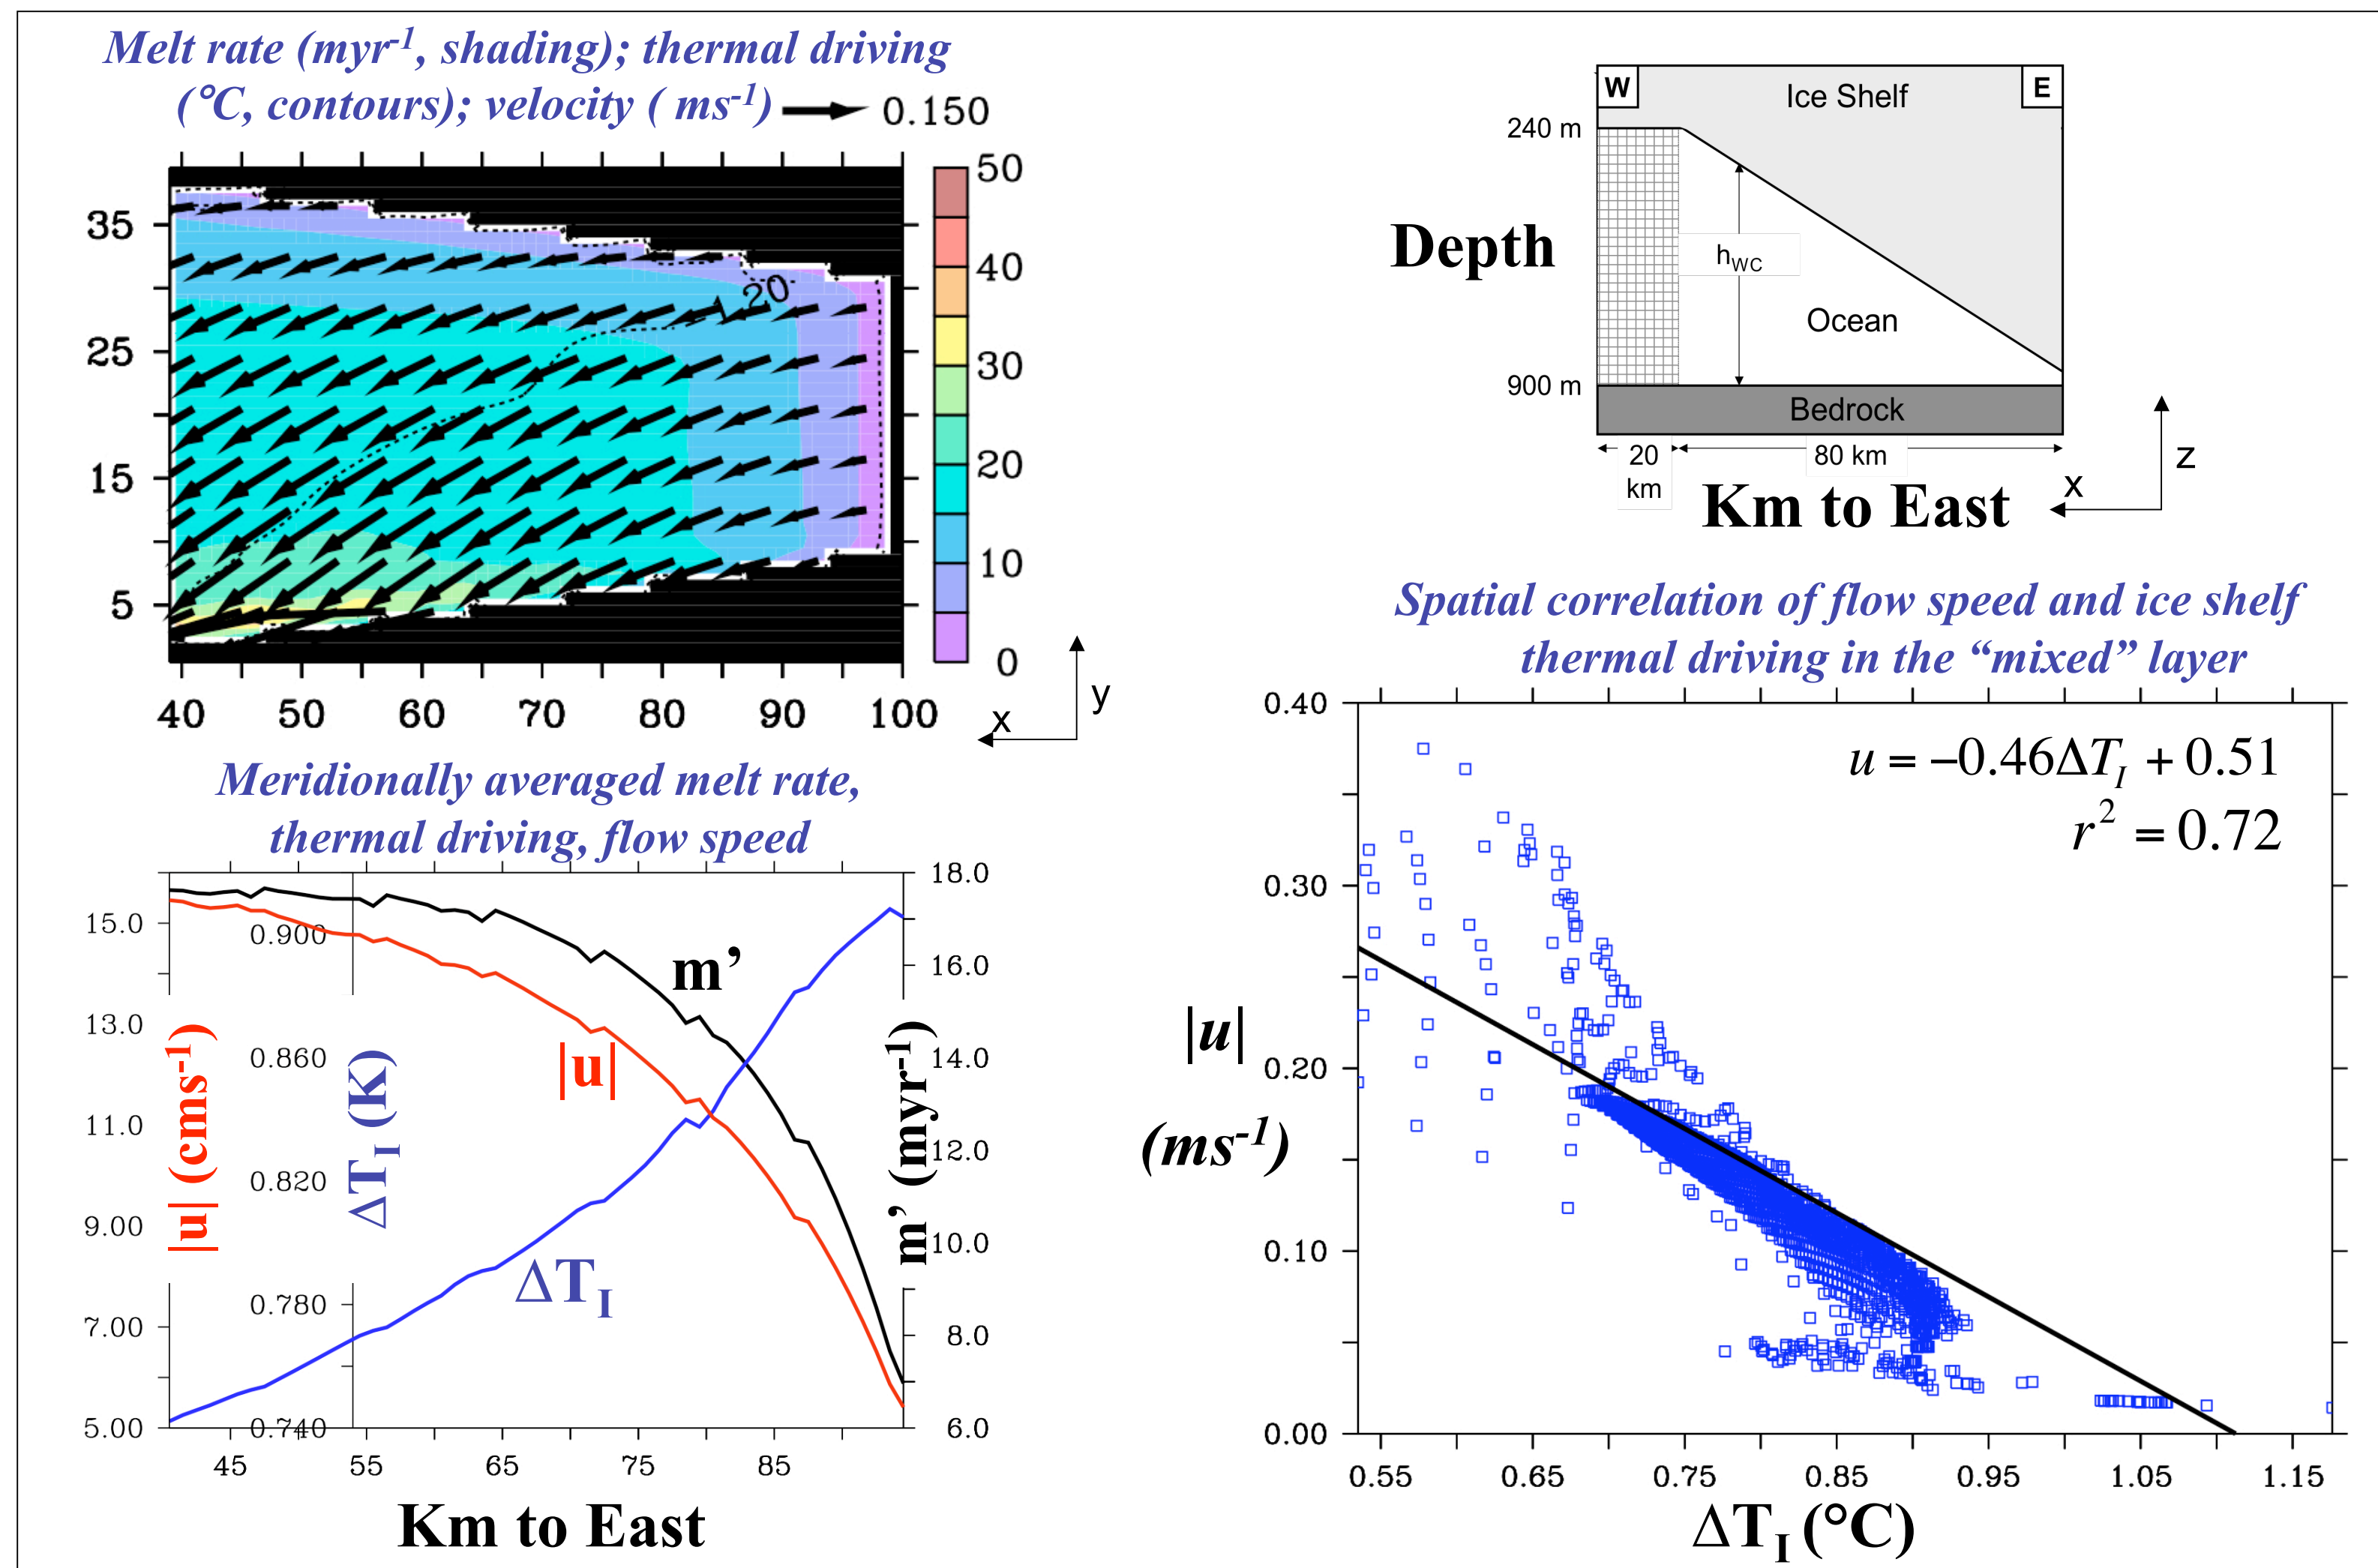 Melt rate (myr-1, shading); thermal driving
(°C, contours); velocity ( ms-1) 0.150
35
25
15
5
40 50 60 70 80 90 100
50
40
30
20
10
0
20
x
y
W
Ice Shelf
E
240 m
Depth
hWC
Ocean
900 m
Bedrock
20
km
80 km
x
z
Km to East
Meridionally averaged melt rate,
thermal driving, flow speed
15.0
13.0
11.0
9.00
7.00
5.00
|u| (cms-1)
0.900
0.860
0.820
0.780
0.740
ΔTI (K)
m’
|u|
ΔTI
18.0
16.0
14.0
12.0
10.0
8.0
6.0
m’ (myr-1)
45 55 65 75 85
Km to East
Spatial correlation of flow speed and ice shelf
thermal driving in the “mixed” layer
0.40
0.30
0.20
0.10
0.00
|u|
(ms-1)
u = −0.46ΔTI + 0.51
r2 = 0.72
0.55 0.65 0.75 0.85 0.95 1.05 1.15
ΔTI (°C)